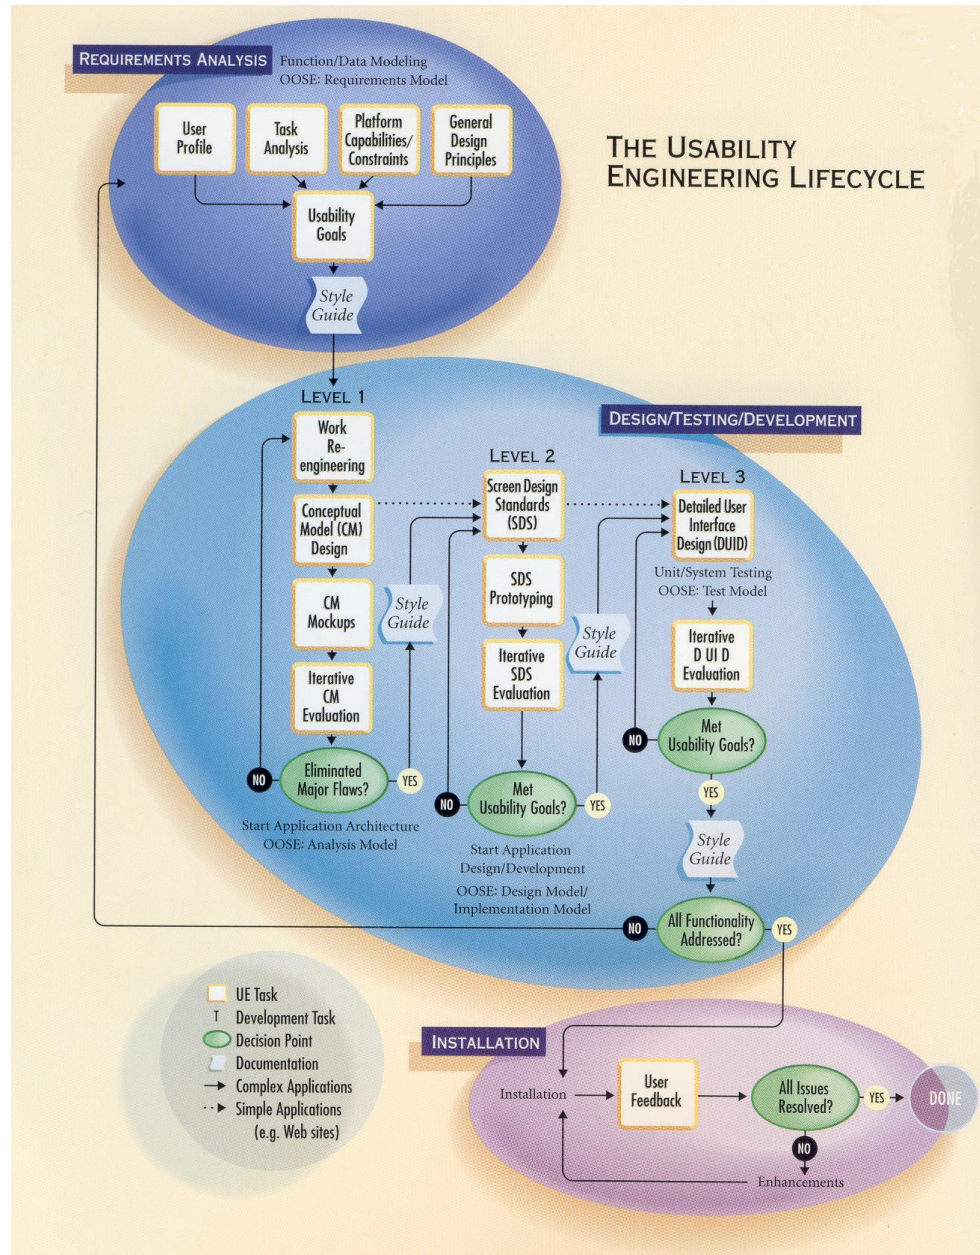 REQUIREMENTS ANALYSIS
Function/Data Modeling
OOSE: Requirements Model
User
Profile
Task
Analysis
Platform
Capabilities/
Constraints
General
Design
Principles
THE USABILITY
ENGINEERING LIFECYCLE
Usability
Goals
Style
Guide
LEVEL 1
Work
Re-
engineering
Conceptual
Model (CM)
Design
CM
Mockups
Iterative
CM
Evaluation
NO
Eliminated
Major Flaws?
YES
Start Application Architecture
OOSE: Analysis Model
Style
Guide
DESIGN/TESTING/DEVELOPMENT
LEVEL 2
Screen Design
Standards
(SDS)
SDS
Prototyping
Iterative
SDS
Evaluation
NO
Met
Usability Goals?
YES
Start Application
Design/Development
OOSE: Design Model/
Implementation Model
Style
Guide
LEVEL 3
Detailed User
Interface
Design (DUID)
Unit/System Testing
OOSE: Test Model
Iterative
D UI D
Evaluation
NO
Met
Usability Goals?
YES
Style
Guide
NO
All Functionality
Addressed?
YES
UE Task
T Development Task
Decision Point
Documentation
Complex Applications
Simple Applications
(e.g. Web sites)
INSTALLATION
Installation
User
Feedback
All Issues
Resolved?
YES
DONE
NO
Enhancements